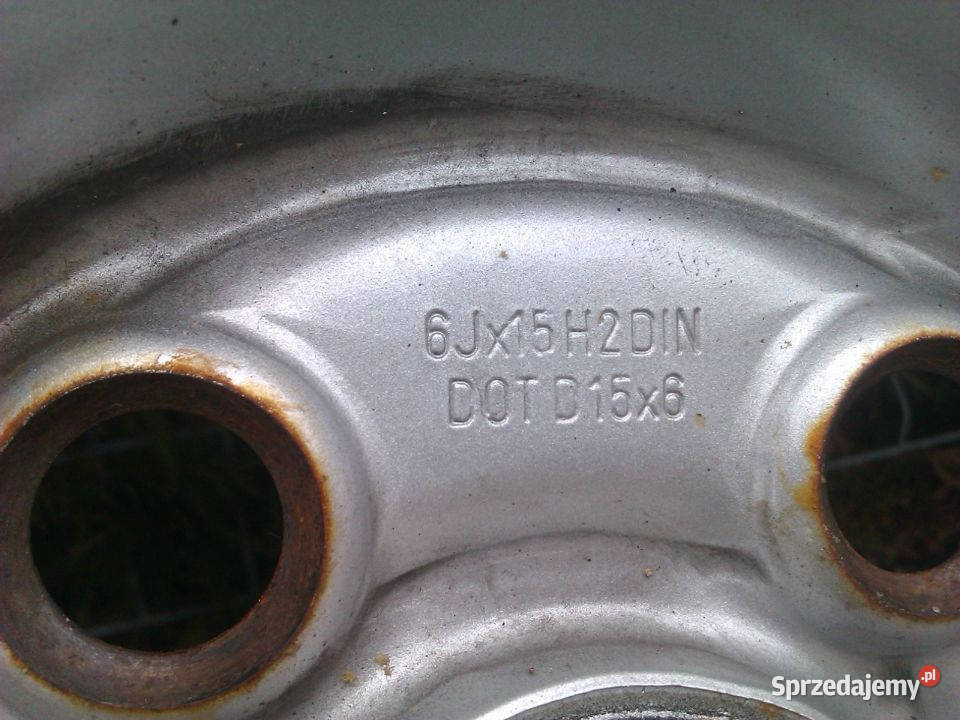 6Jx15H2DIN
DOT D15x6
Sprzedajemy.pl